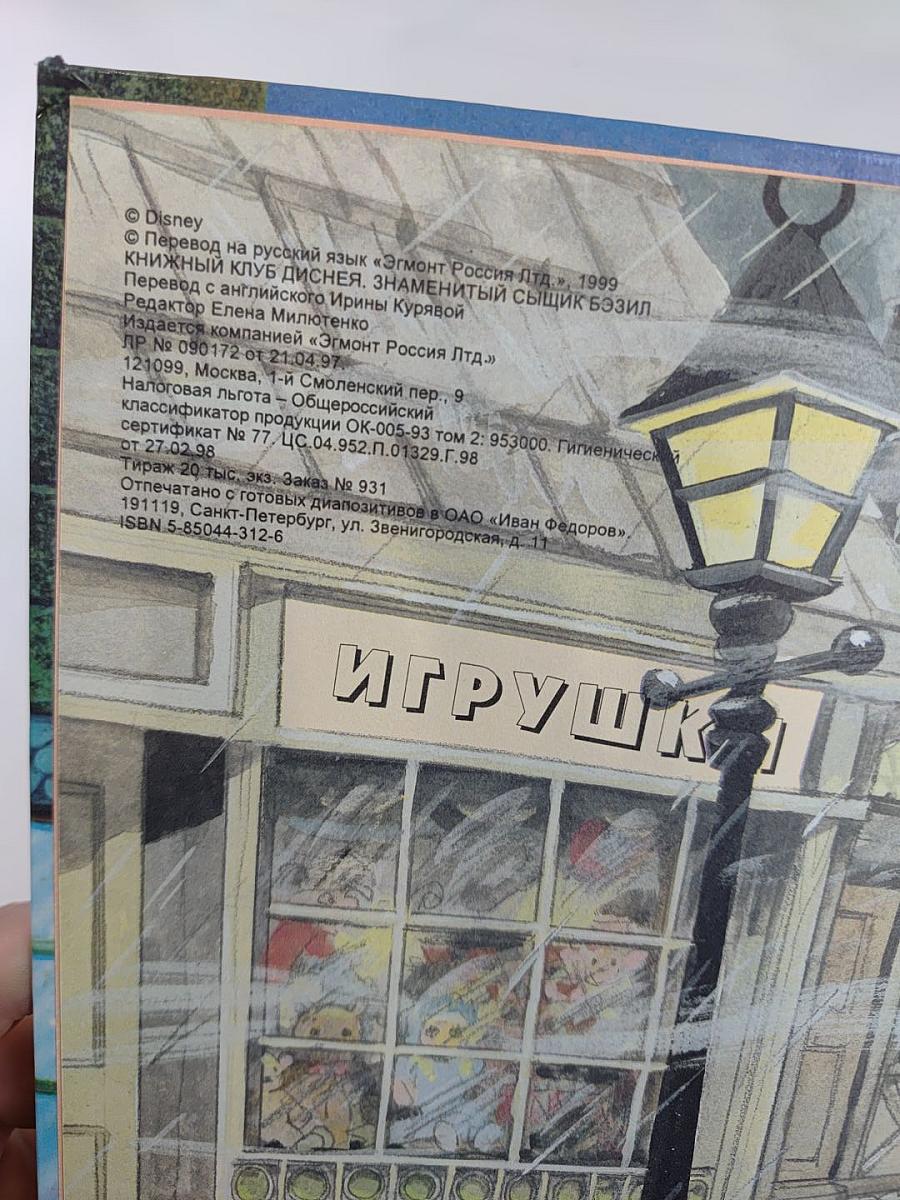 © Disney
© Перевод на русский язык «Эгмонт Россия Лтд.», 1999
КНИЖНЫЙ КЛУБ ДИСНЕЯ. ЗНАМЕНИТЫЙ СЫЩИК БЭЗИЛ
Перевод с английского Ирины Курявой
Редактор Елена Милютенко
Издается компанией «Эгмонт Россия Лтд.»
ЛР № 090172 от 21.04.97.
121099, Москва, 1-й Смоленский пер., 9
Налоговая льгота – Общероссийский
классификатор продукции ОК-005-93 том 2: 953000. Гигиенический
сертификат № 77. ЦС.04.952.П.01329.Г.98
от 27.02.98
Тираж 20 тыс. экз. Заказ № 931
Отпечатано с готовых диапозитивов в ОАО «Иван Федоров».
191119, Санкт-Петербург, ул. Звенигородская, д. 11
ISBN 5-85044-312-6
ИГРУШКИ